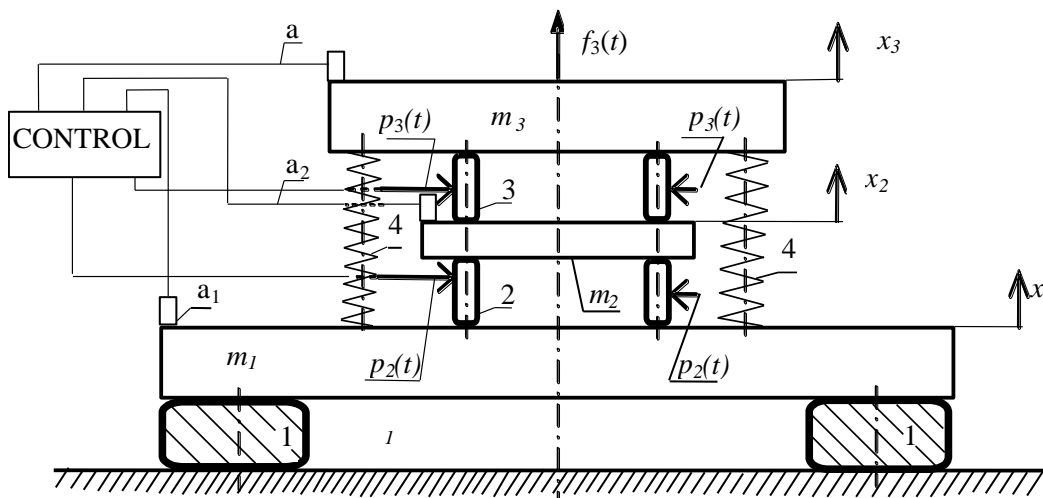 a
f₃(t)
x₃
CONTROL
m₃
p₃(t)
p₃(t)
a₂
3
x₂
4
4
a₁
2
m₂
x
m₁
p₂(t)
p₂(t)
1
1
1